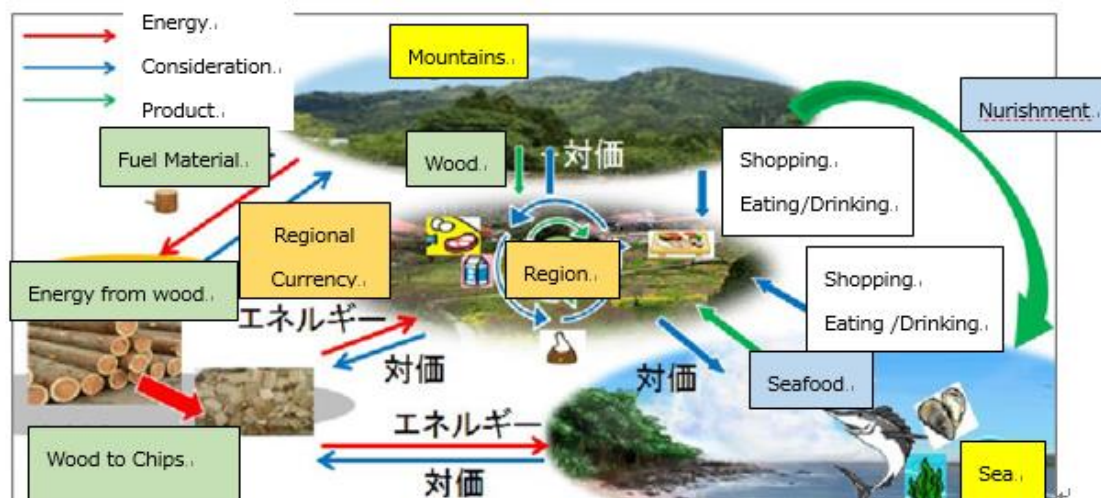 Energy
Consideration
Product
Mountains
Nurishment
Fuel Material
Wood
対価
Shopping
Eating/Drinking
Regional
Currency
Region
Shopping
Eating /Drinking
Energy from wood
エネルギー
対価
対価
Seafood
エネルギー
対価
Wood to Chips
Sea